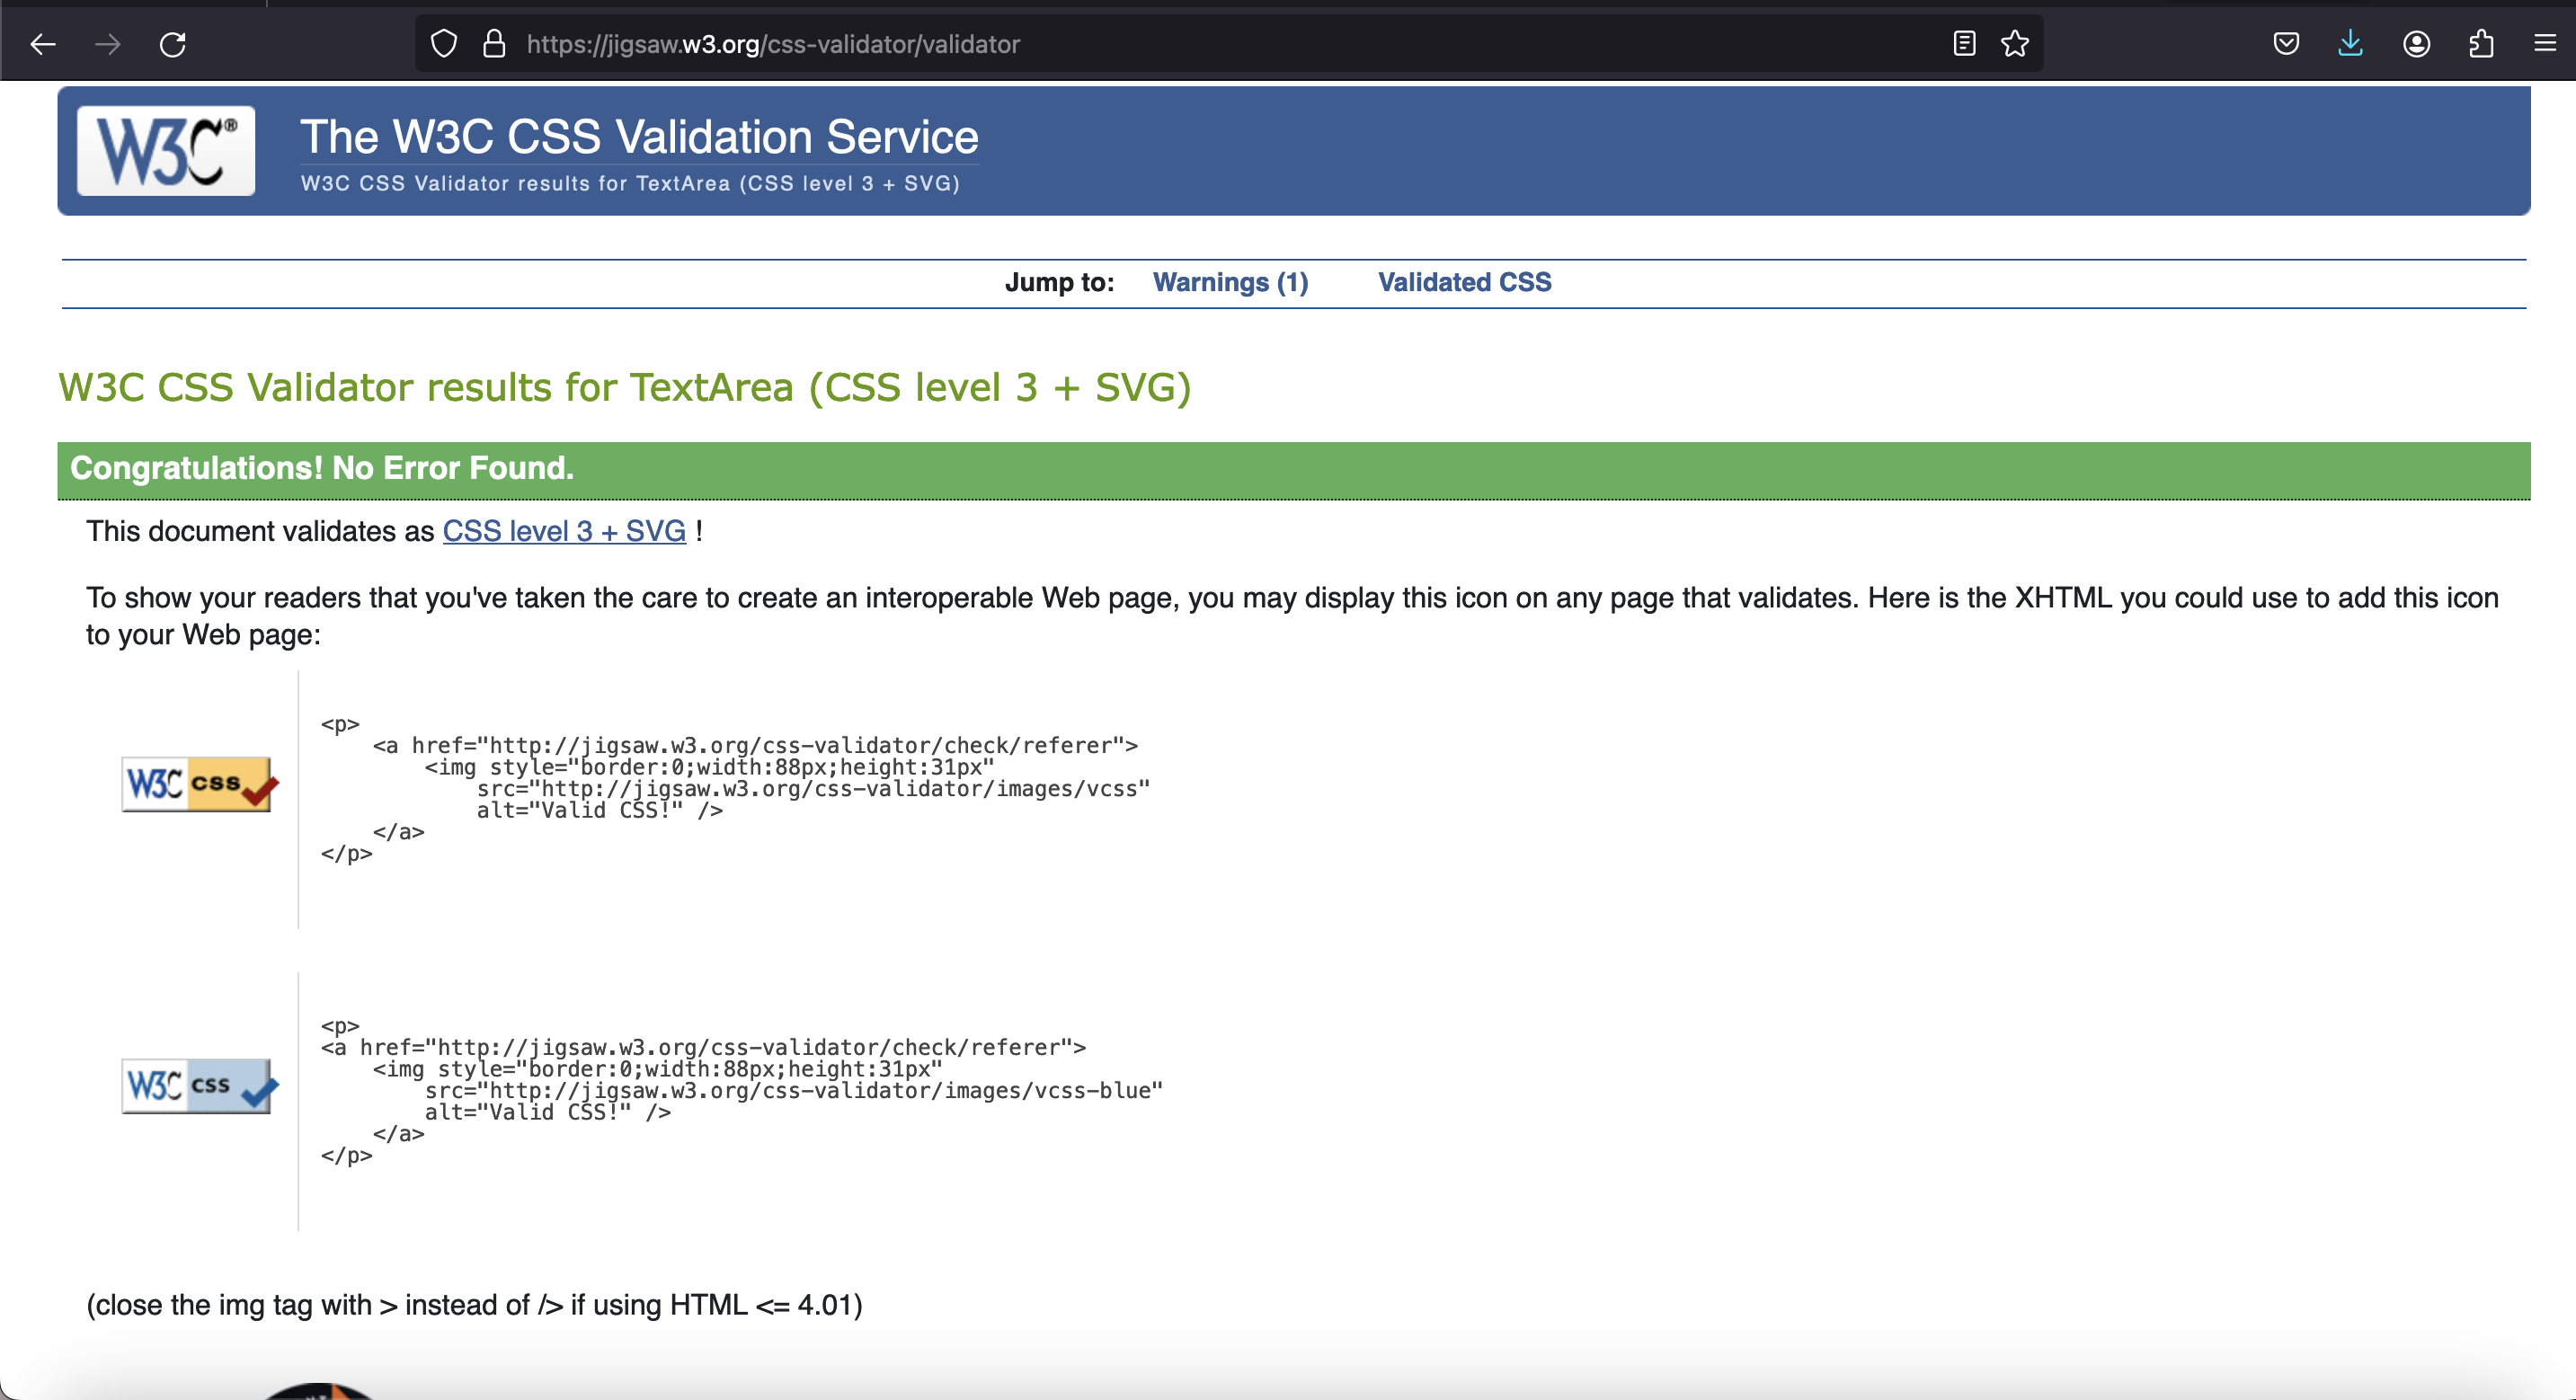 https://jigsaw.w3.org/css-validator/validator
W3C®
The W3C CSS Validation Service
W3C CSS Validator results for TextArea (CSS level 3 + SVG)
Jump to: Warnings (1) Validated CSS
W3C CSS Validator results for TextArea (CSS level 3 + SVG)
Congratulations! No Error Found.
This document validates as CSS level 3 + SVG !
To show your readers that you've taken the care to create an interoperable Web page, you may display this icon on any page that validates. Here is the XHTML you could use to add this icon
to your Web page:
W3C css
<p>
<a href="http://jigsaw.w3.org/css-validator/check/referer">
<img style="border:0;width:88px;height:31px"
src="http://jigsaw.w3.org/css-validator/images/vcss"
alt="Valid CSS!" />
</a>
</p>
W3C css
<p>
<a href="http://jigsaw.w3.org/css-validator/check/referer">
<img style="border:0;width:88px;height:31px"
src="http://jigsaw.w3.org/css-validator/images/vcss-blue"
alt="Valid CSS!" />
</a>
</p>
(close the img tag with > instead of /> if using HTML <= 4.01)